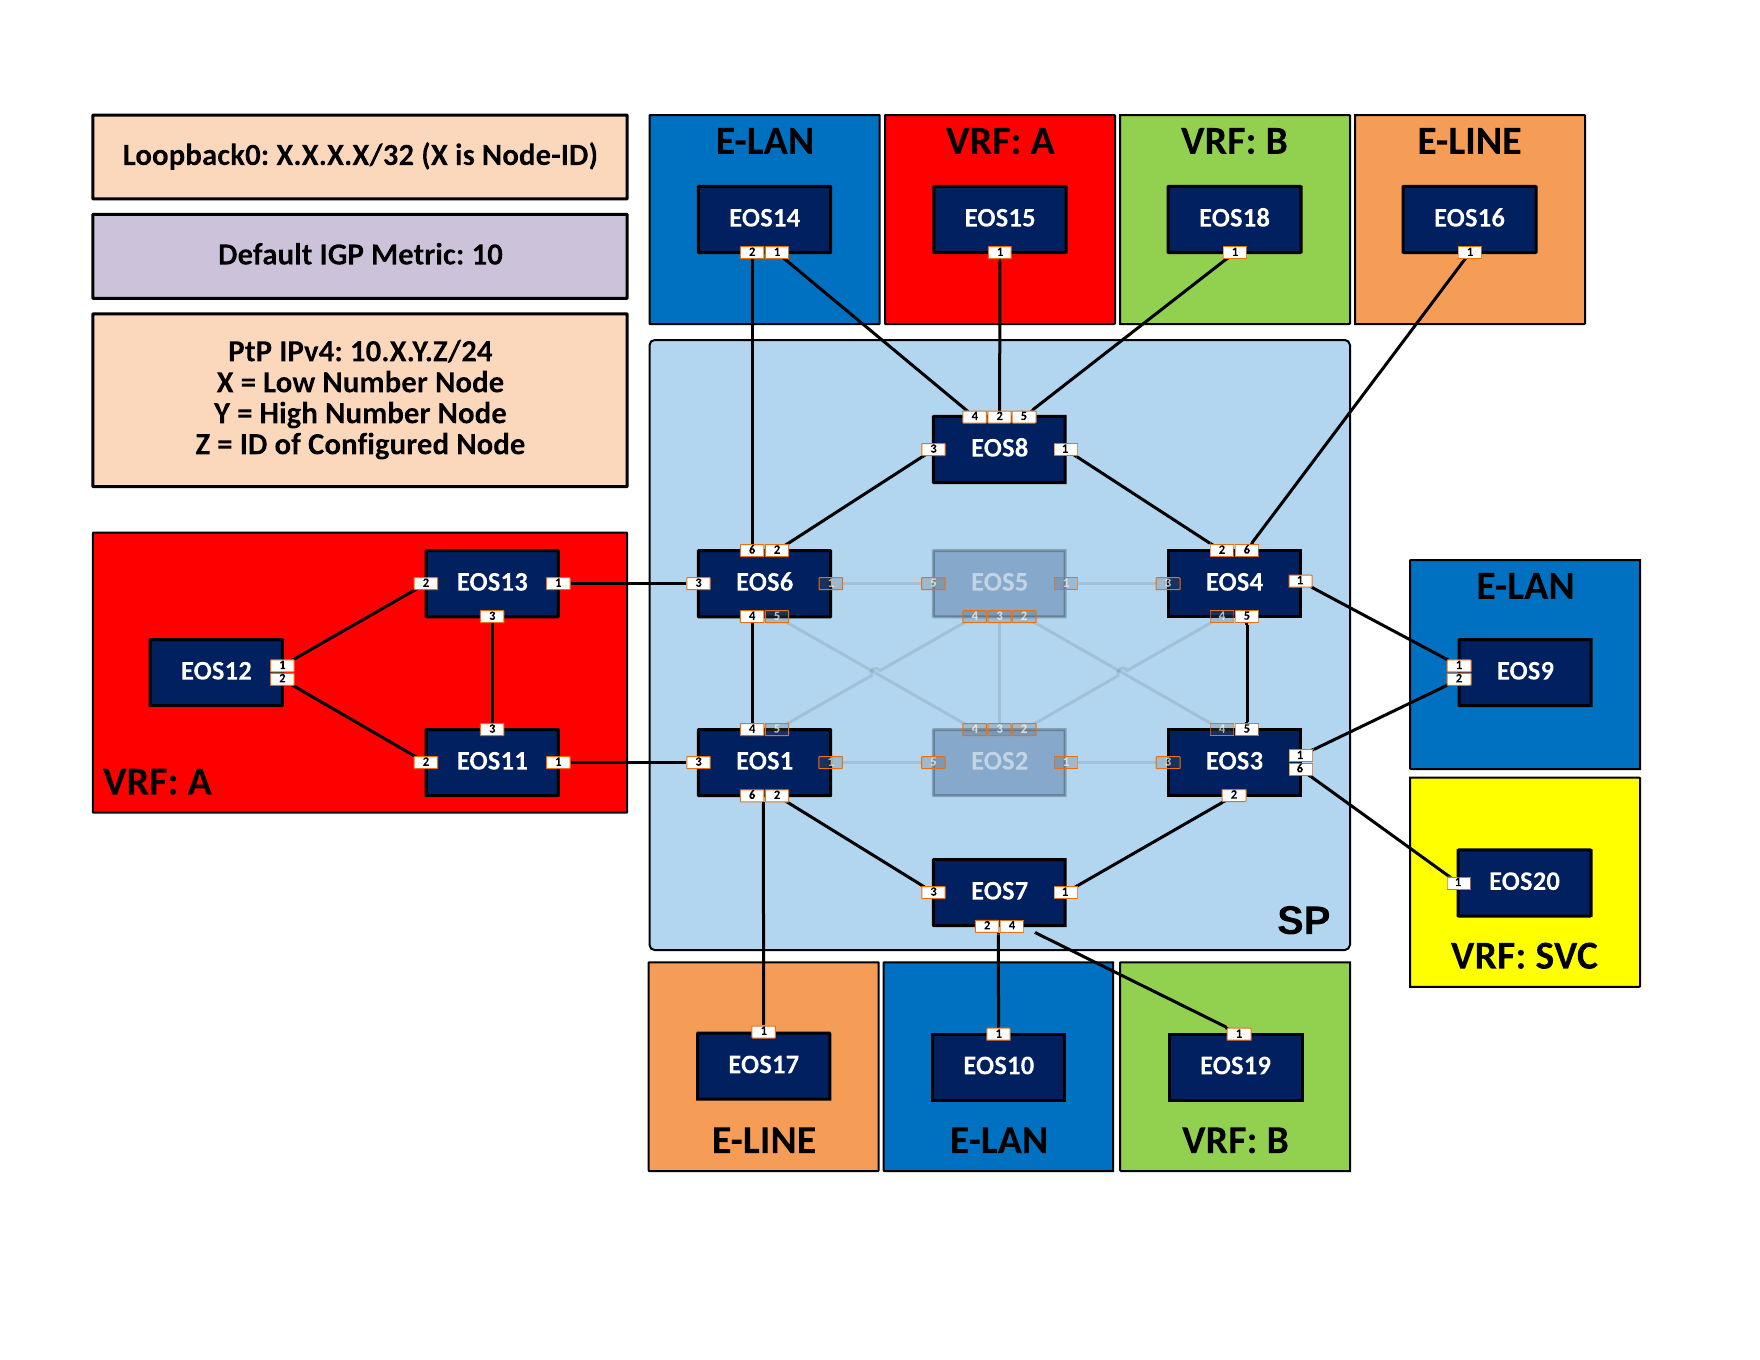 Loopback0: X.X.X.X/32 (X is Node-ID)
Default IGP Metric: 10
PtP IPv4: 10.X.Y.Z/24
X = Low Number Node
Y = High Number Node
Z = ID of Configured Node
E-LAN
EOS14
2 1
VRF: A
EOS15
1
VRF: B
EOS18
1
E-LINE
EOS16
1
4 2 5
3 EOS8 1
6 2
3 EOS6 1
4 5
5 EOS5 1
4 3 2
2 6
3 EOS4 1
4 5
2 EOS13 1
3
EOS12 1
2
3
2 EOS11 1
VRF: A
4 5
3 EOS1 1
6 2
4 3 2
5 EOS2 1
4 5
3 EOS3 1
6
2
3 EOS7 1
2 4
SP
E-LAN
1
2 EOS9
1 EOS20
VRF: SVC
1
EOS17
E-LINE
1
EOS10
E-LAN
1
EOS19
VRF: B